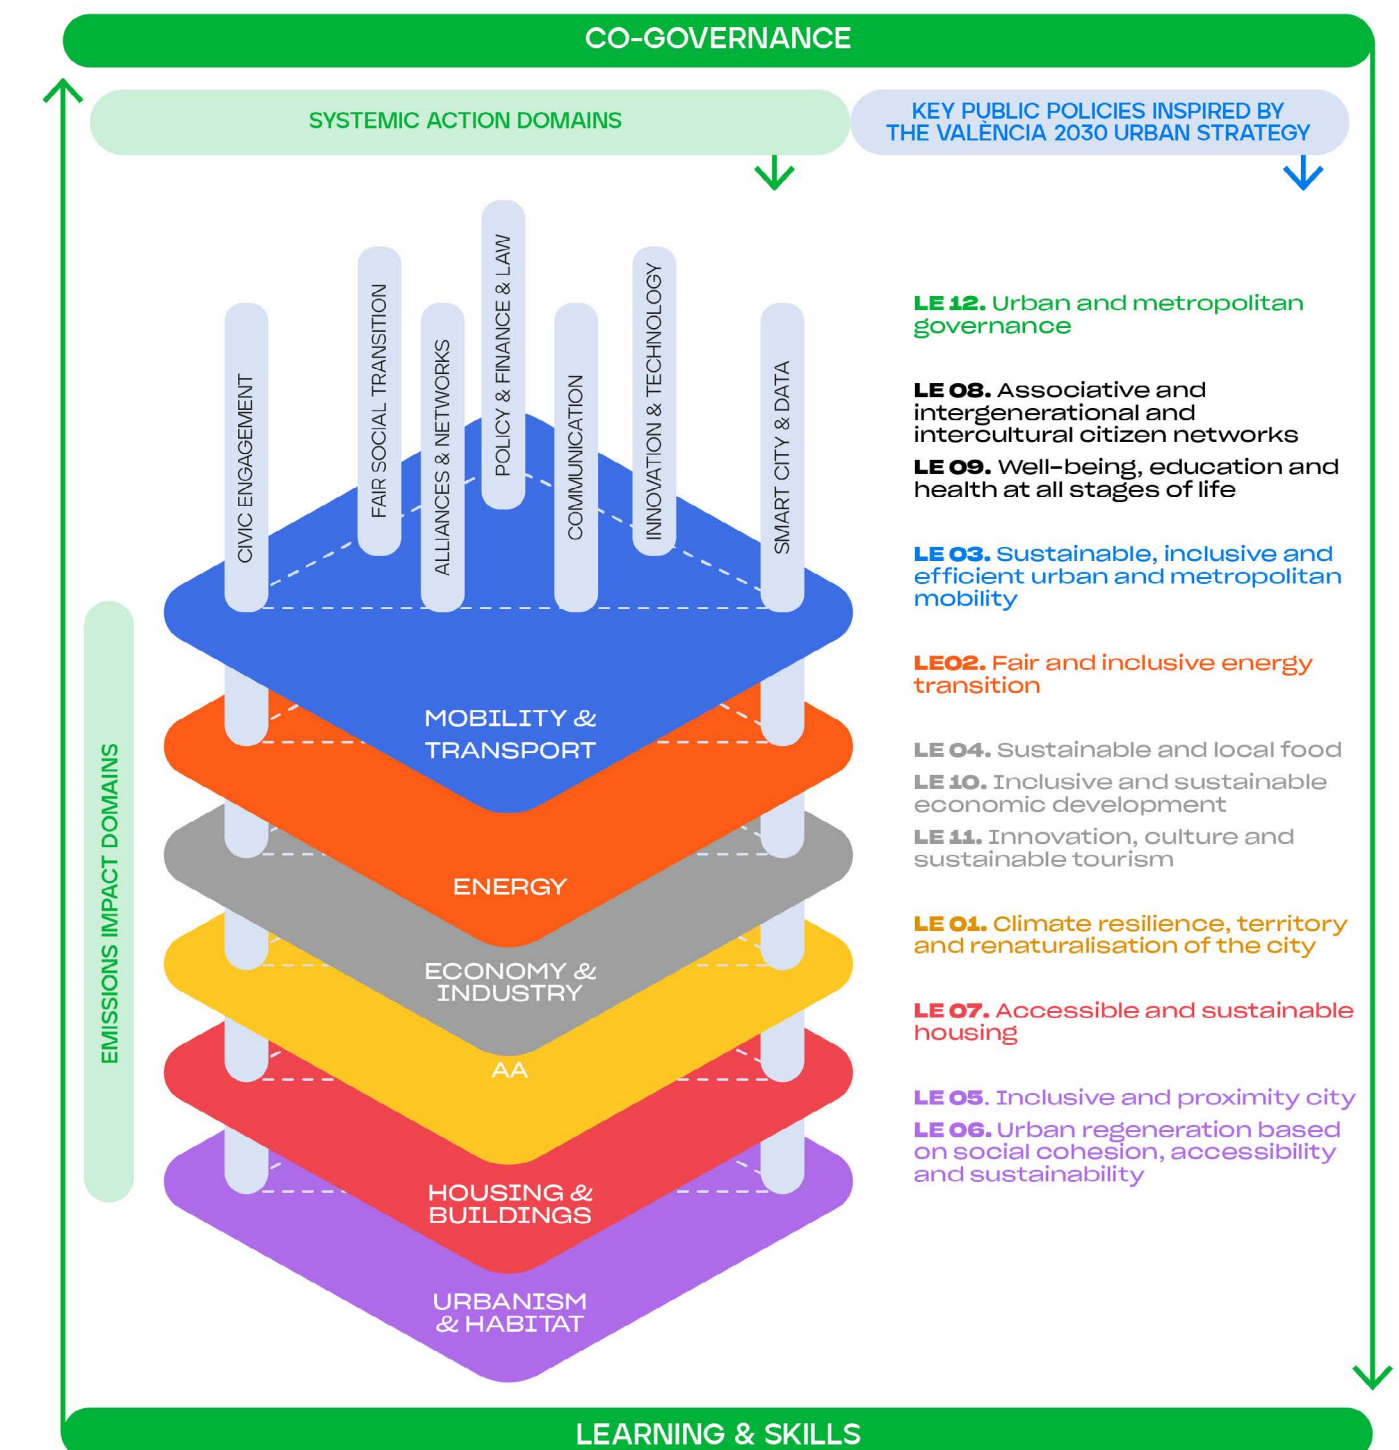 CO-GOVERNANCE
SYSTEMIC ACTION DOMAINS
KEY PUBLIC POLICIES INSPIRED BY
THE VALÈNCIA 2030 URBAN STRATEGY
CIVIC ENGAGEMENT
FAIR SOCIAL TRANSITION
ALLIANCES & NETWORKS
POLICY & FINANCE & LAW
COMMUNICATION
INNOVATION & TECHNOLOGY
SMART CITY & DATA
EMISSIONS IMPACT DOMAINS
MOBILITY &
TRANSPORT
ENERGY
ECONOMY &
INDUSTRY
AA
HOUSING &
BUILDINGS
URBANISM
& HABITAT
LE 12. Urban and metropolitan
governance
LE 08. Associative and
intergenerational and
intercultural citizen networks
LE 09. Well-being, education and
health at all stages of life
LE 03. Sustainable, inclusive and
efficient urban and metropolitan
mobility
LE02. Fair and inclusive energy
transition
LE 04. Sustainable and local food
LE 10. Inclusive and sustainable
economic development
LE 11. Innovation, culture and
sustainable tourism
LE 01. Climate resilience, territory
and renaturalisation of the city
LE 07. Accessible and sustainable
housing
LE 05. Inclusive and proximity city
LE 06. Urban regeneration based
on social cohesion, accessibility
and sustainability
LEARNING & SKILLS